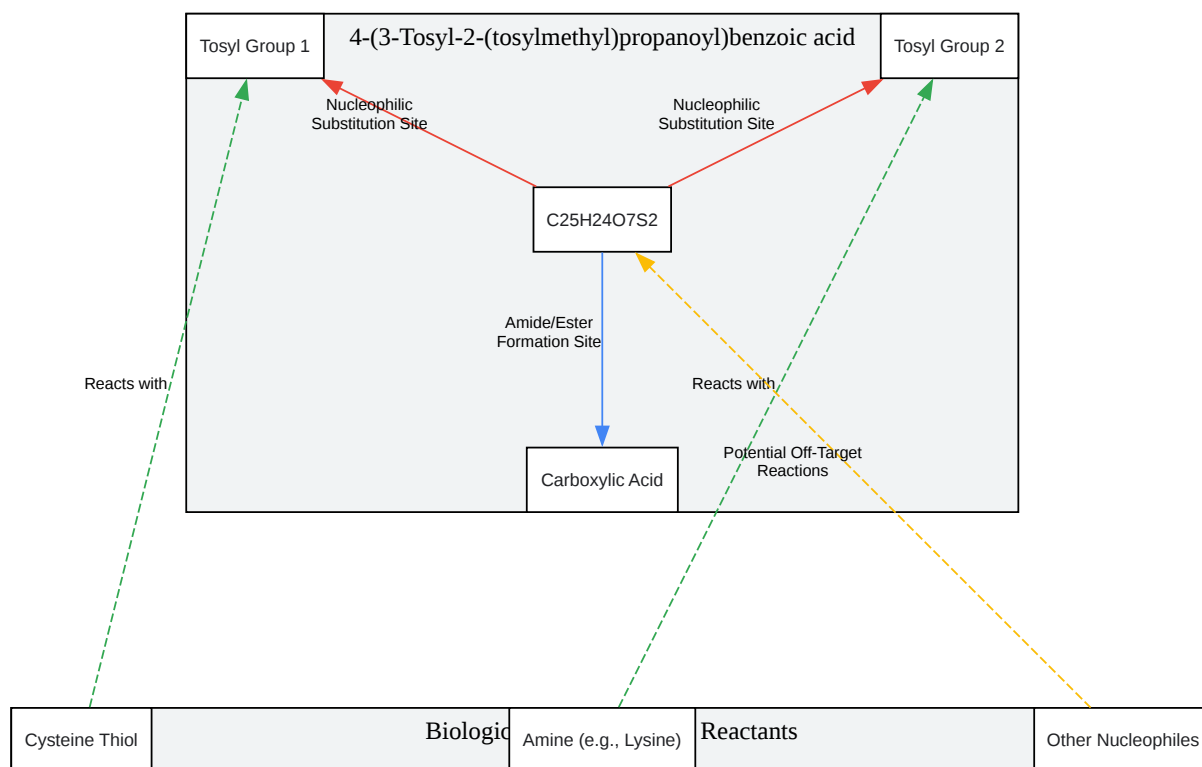 4-(3-Tosyl-2-(tosylmethyl)propanoyl)benzoic acid
Tosyl Group 1
Tosyl Group 2
Nucleophilic
Substitution Site
Nucleophilic
Substitution Site
C25H24O7S2
Amide/Ester
Formation Site
Reacts with
Reacts with
Potential Off-Target
Reactions
Carboxylic Acid
Reactants
Cysteine Thiol
Amine (e.g., Lysine)
Other Nucleophiles